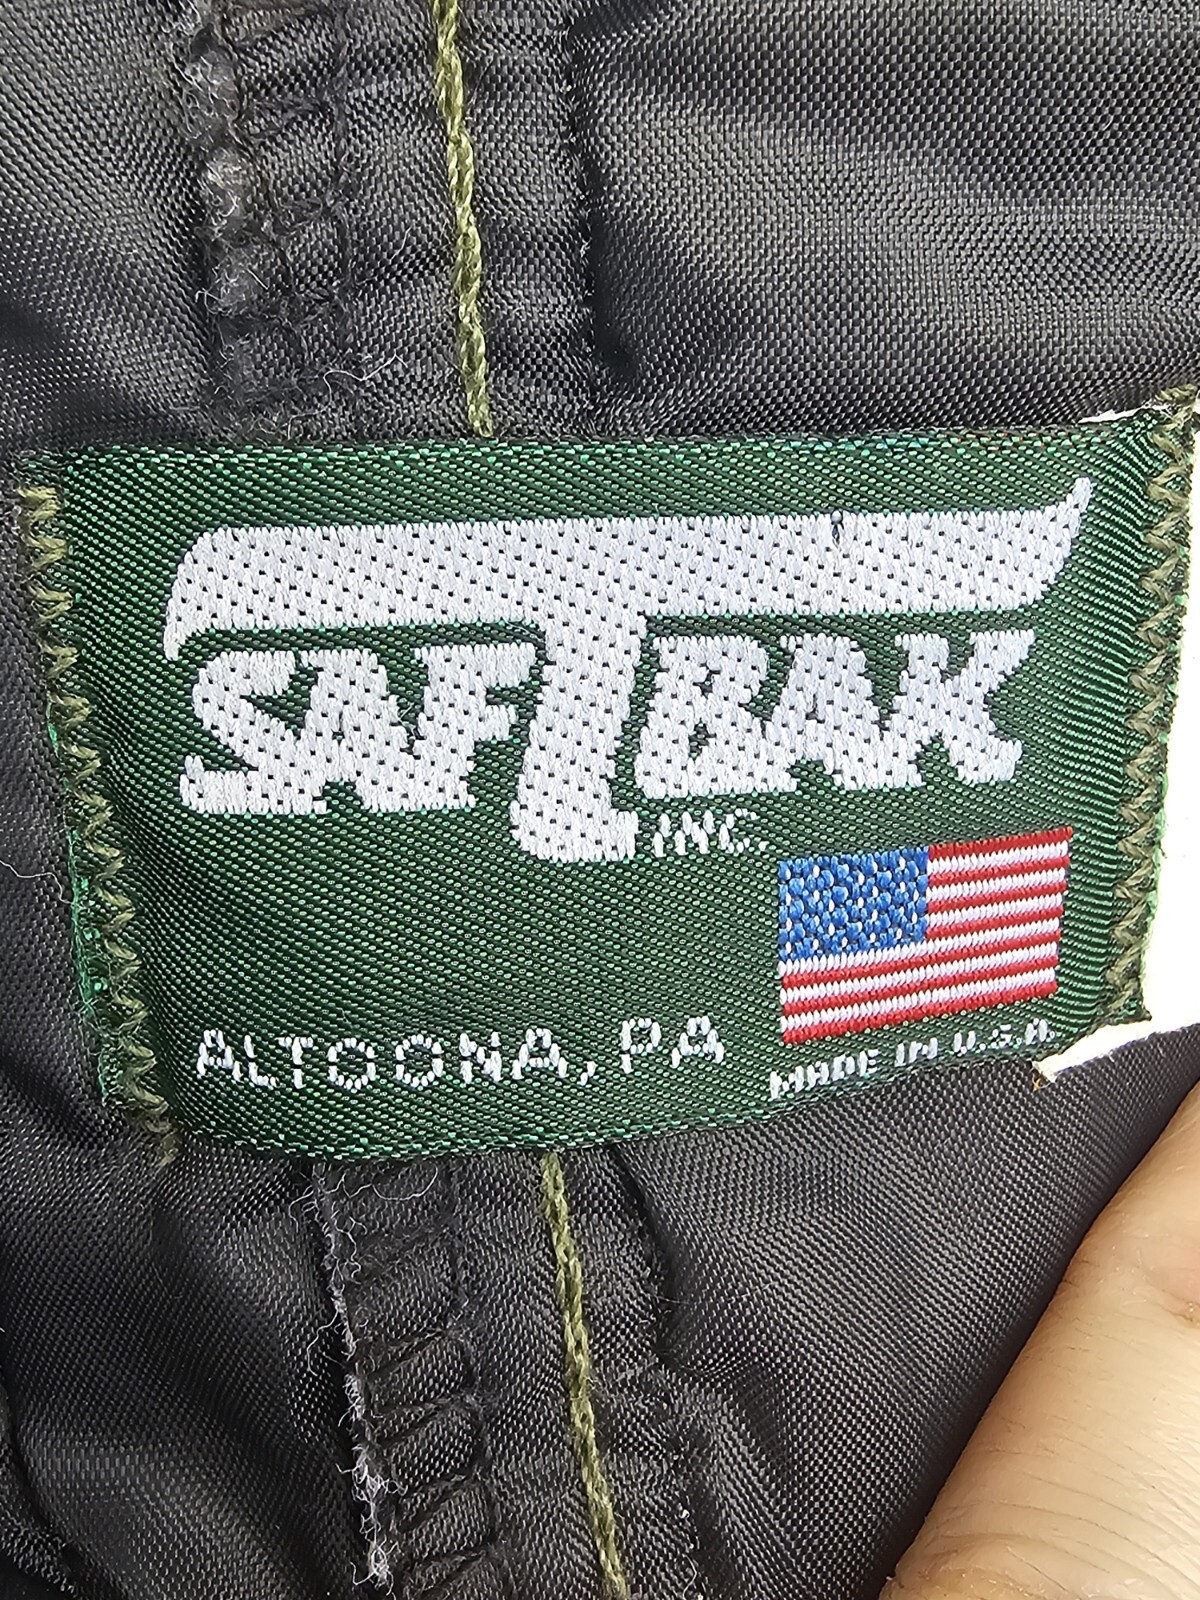 SAFTBAK
INC.
ALTOONA, PA
MADE IN U.S.A